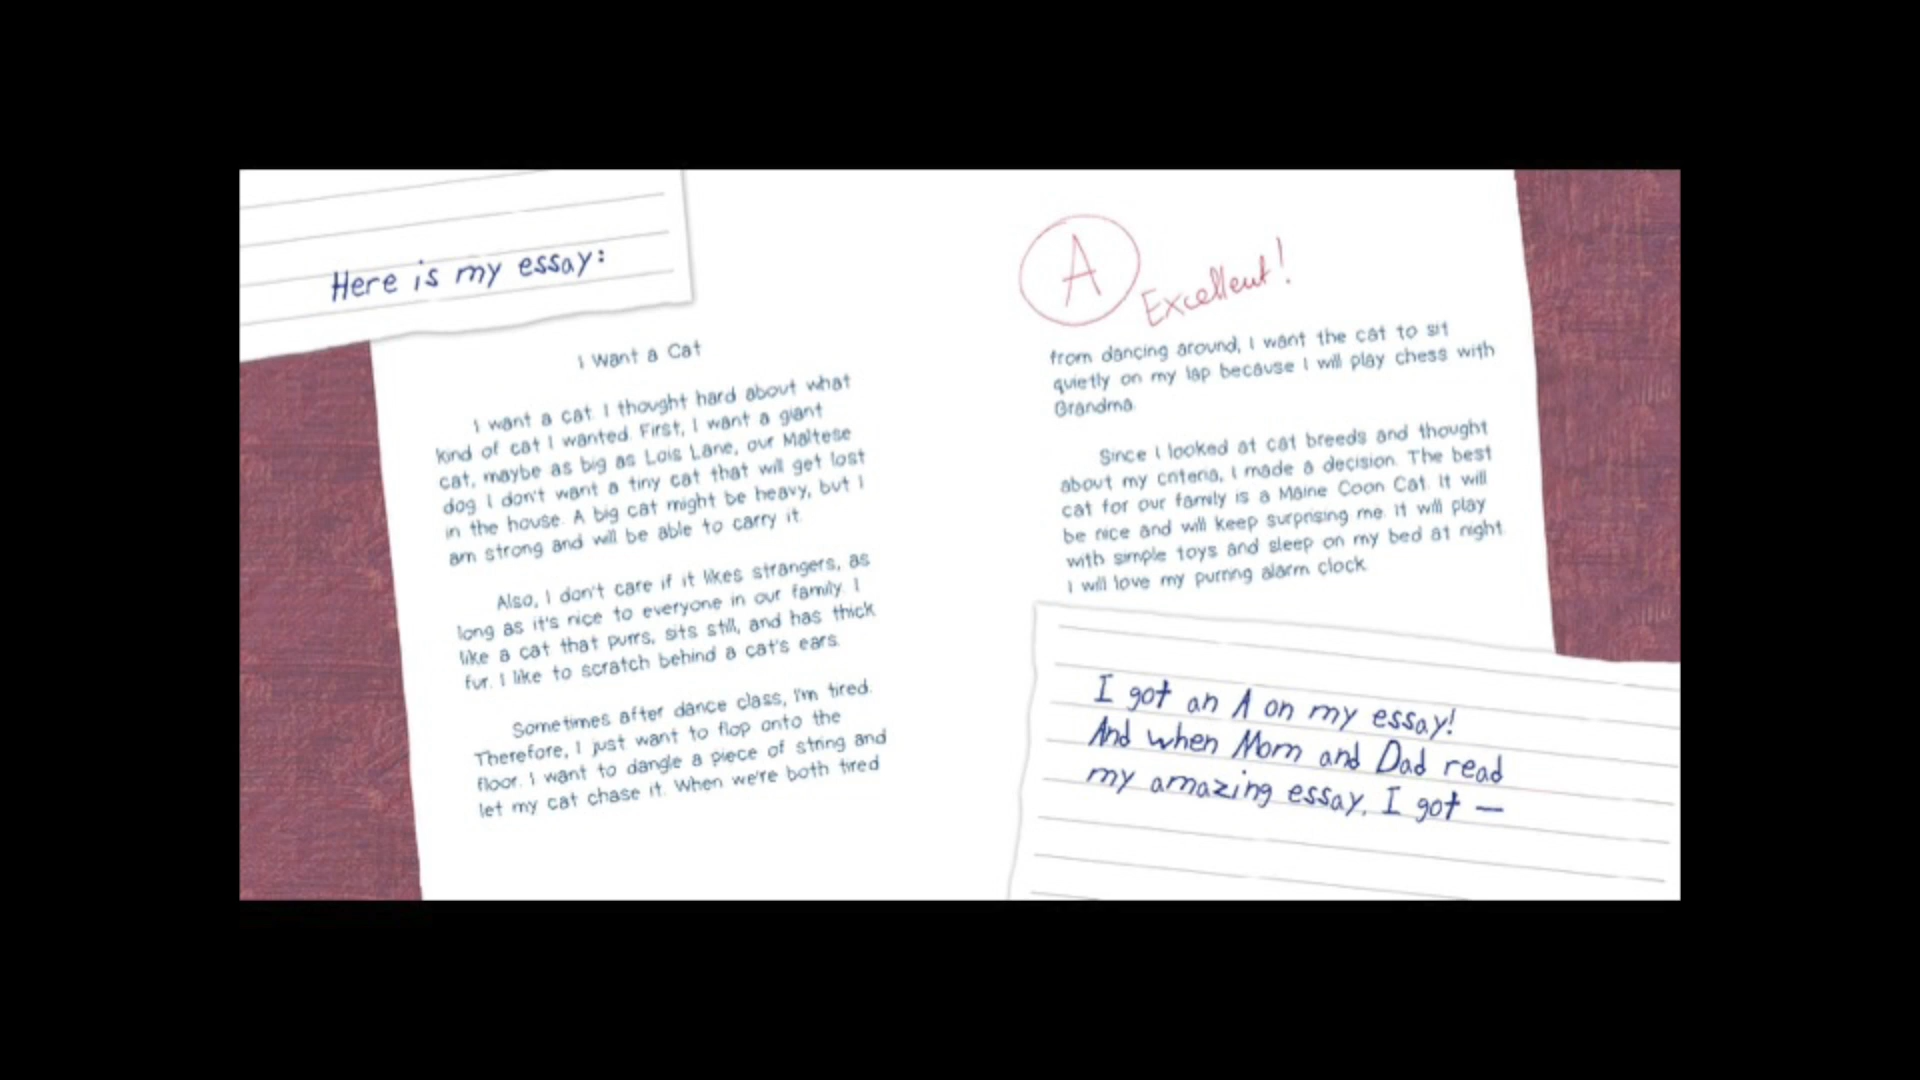 Here is my essay:
I Want a Cat
I want a cat. I thought hard about what
kind of cat I wanted. First, I want a giant
cat, maybe as big as Lois Lane, our Maltese
dog. I don't want a tiny cat that will get lost
in the house. A big cat might be heavy, but I
am strong and will be able to carry it.
Also, I don't care if it likes strangers, as
long as it's nice to everyone in our family. I
like a cat that purrs, sits still, and has thick
fur. I like to scratch behind a cat's ears.
Sometimes after dance class, I'm tired.
Therefore, I just want to flop onto the
floor. I want to dangle a piece of string and
let my cat chase it. When we're both tired
A
Excellent!
from dancing around, I want the cat to sit
quietly on my lap because I will play chess with
Grandma.
Since I looked at cat breeds and thought
about my criteria, I made a decision. The best
cat for our family is a Maine Coon Cat. It will
be nice and will keep surprising me. It will play
with simple toys and sleep on my bed at night.
I will love my purring alarm clock.
I got an A on my essay!
And when Mom and Dad read
my amazing essay, I got —